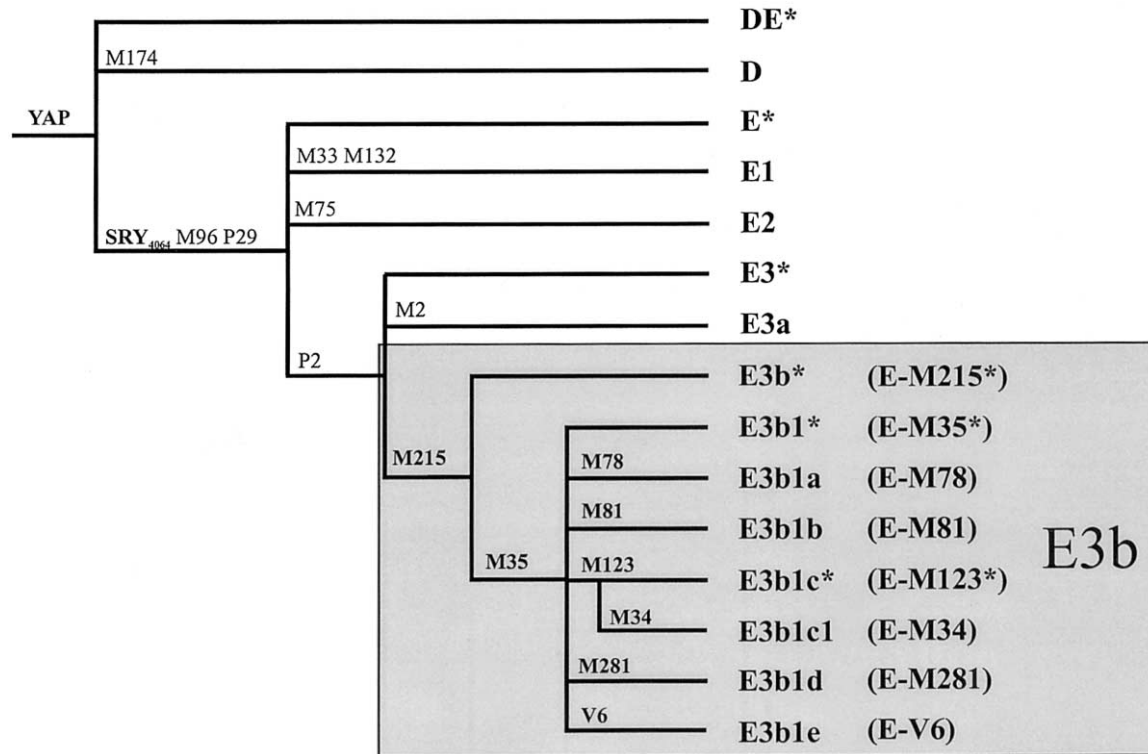 DE*
M174
D
YAP
E*
M33 M132
E1
M75
E2
SRY4064 M96 P29
E3*
M2
E3a
P2
E3b* (E-M215*)
E3b1* (E-M35*)
M215
M78
E3b1a (E-M78)
M81
E3b1b (E-M81)
E3b
M35
M123
E3b1c* (E-M123*)
M34
E3b1c1 (E-M34)
M281
E3b1d (E-M281)
V6
E3b1e (E-V6)